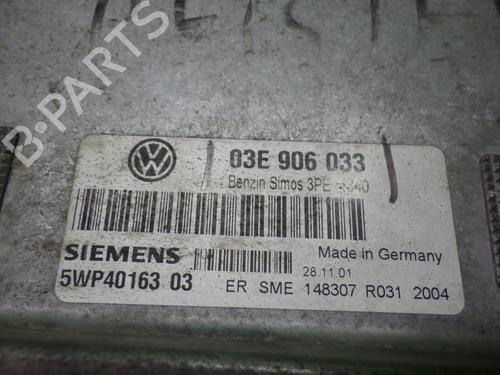 03E 906 033
Benzin Simos 3PE
SIEMENS
Made in Germany
28.11.01
5WP40163 03
ER SME 148307 R031 2004